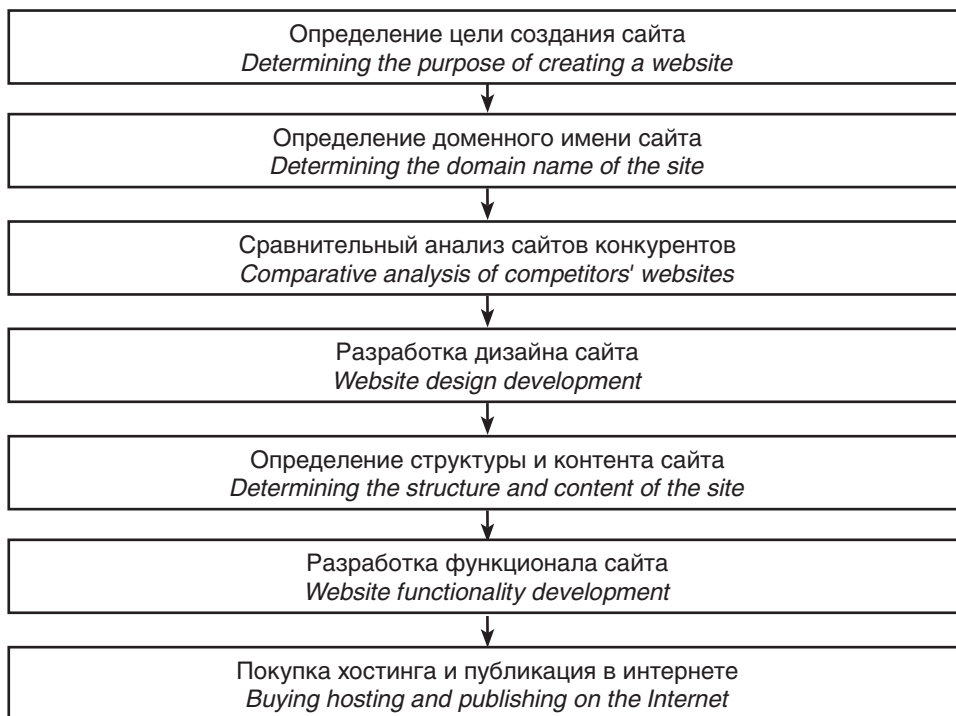 Определение цели создания сайта
Determining the purpose of creating a website
Определение доменного имени сайта
Determining the domain name of the site
Сравнительный анализ сайтов конкурентов
Comparative analysis of competitors' websites
Разработка дизайна сайта
Website design development
Определение структуры и контента сайта
Determining the structure and content of the site
Разработка функционала сайта
Website functionality development
Покупка хостинга и публикация в интернете
Buying hosting and publishing on the Internet